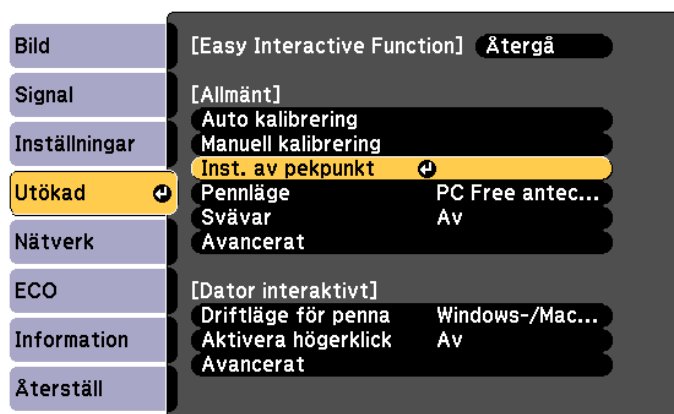 Bild
Signal
Inställningar
Utökad
Nätverk
ECO
Information
Återställ
[Easy Interactive Function] Återgå
[Allmänt]
Auto kalibrering
Manuell kalibrering
Inst. av pekpunkt
Pennläge PC Free antec...
Svävar Av
Avancerat
[Dator interaktivt]
Driftläge för penna Windows-/Mac...
Aktivera högerklick Av
Avancerat